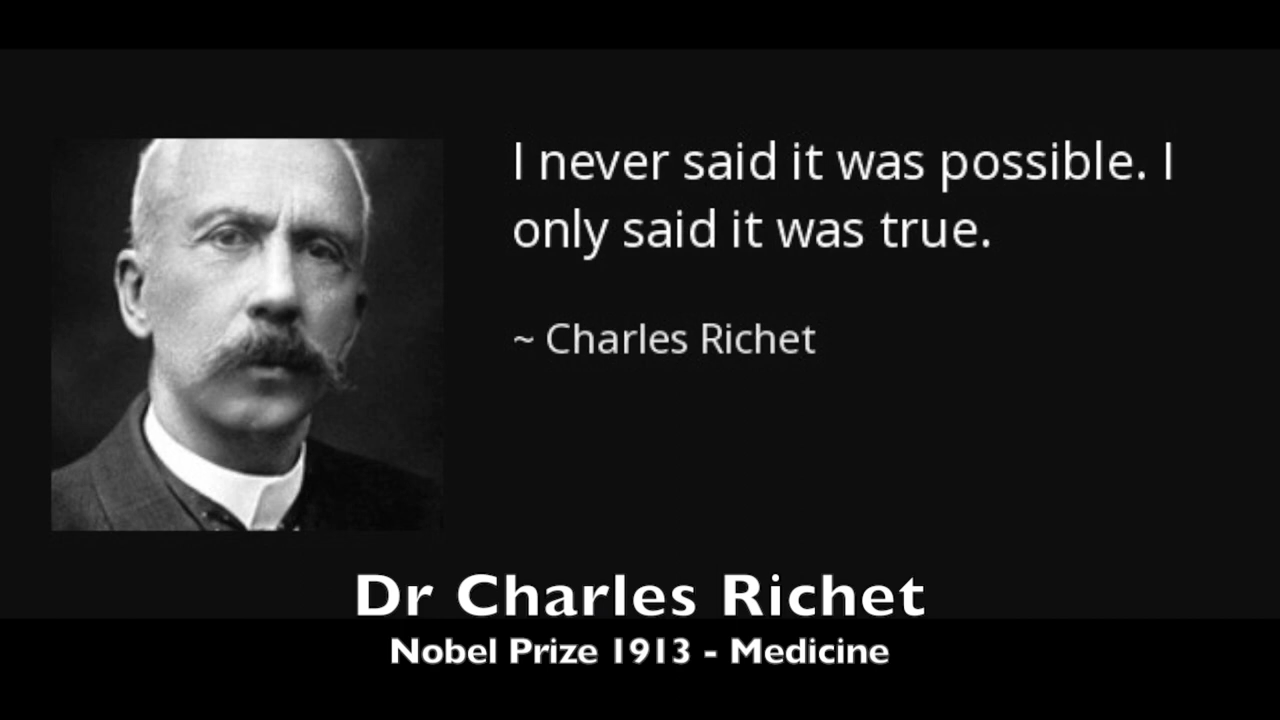 I never said it was possible. I
only said it was true.
~ Charles Richet
Dr Charles Richet
Nobel Prize 1913 - Medicine